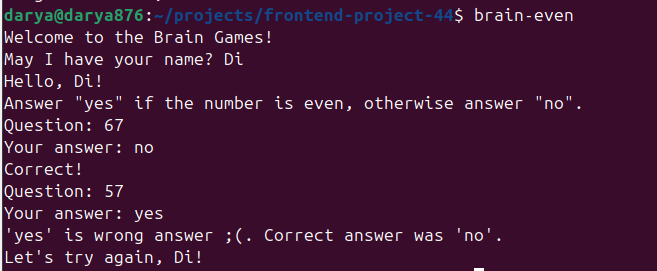 darya@darya876:~/projects/frontend-project-44$ brain-even
Welcome to the Brain Games!
May I have your name? Di
Hello, Di!
Answer "yes" if the number is even, otherwise answer "no".
Question: 67
Your answer: no
Correct!
Question: 57
Your answer: yes
'yes' is wrong answer ;(. Correct answer was 'no'.
Let's try again, Di!